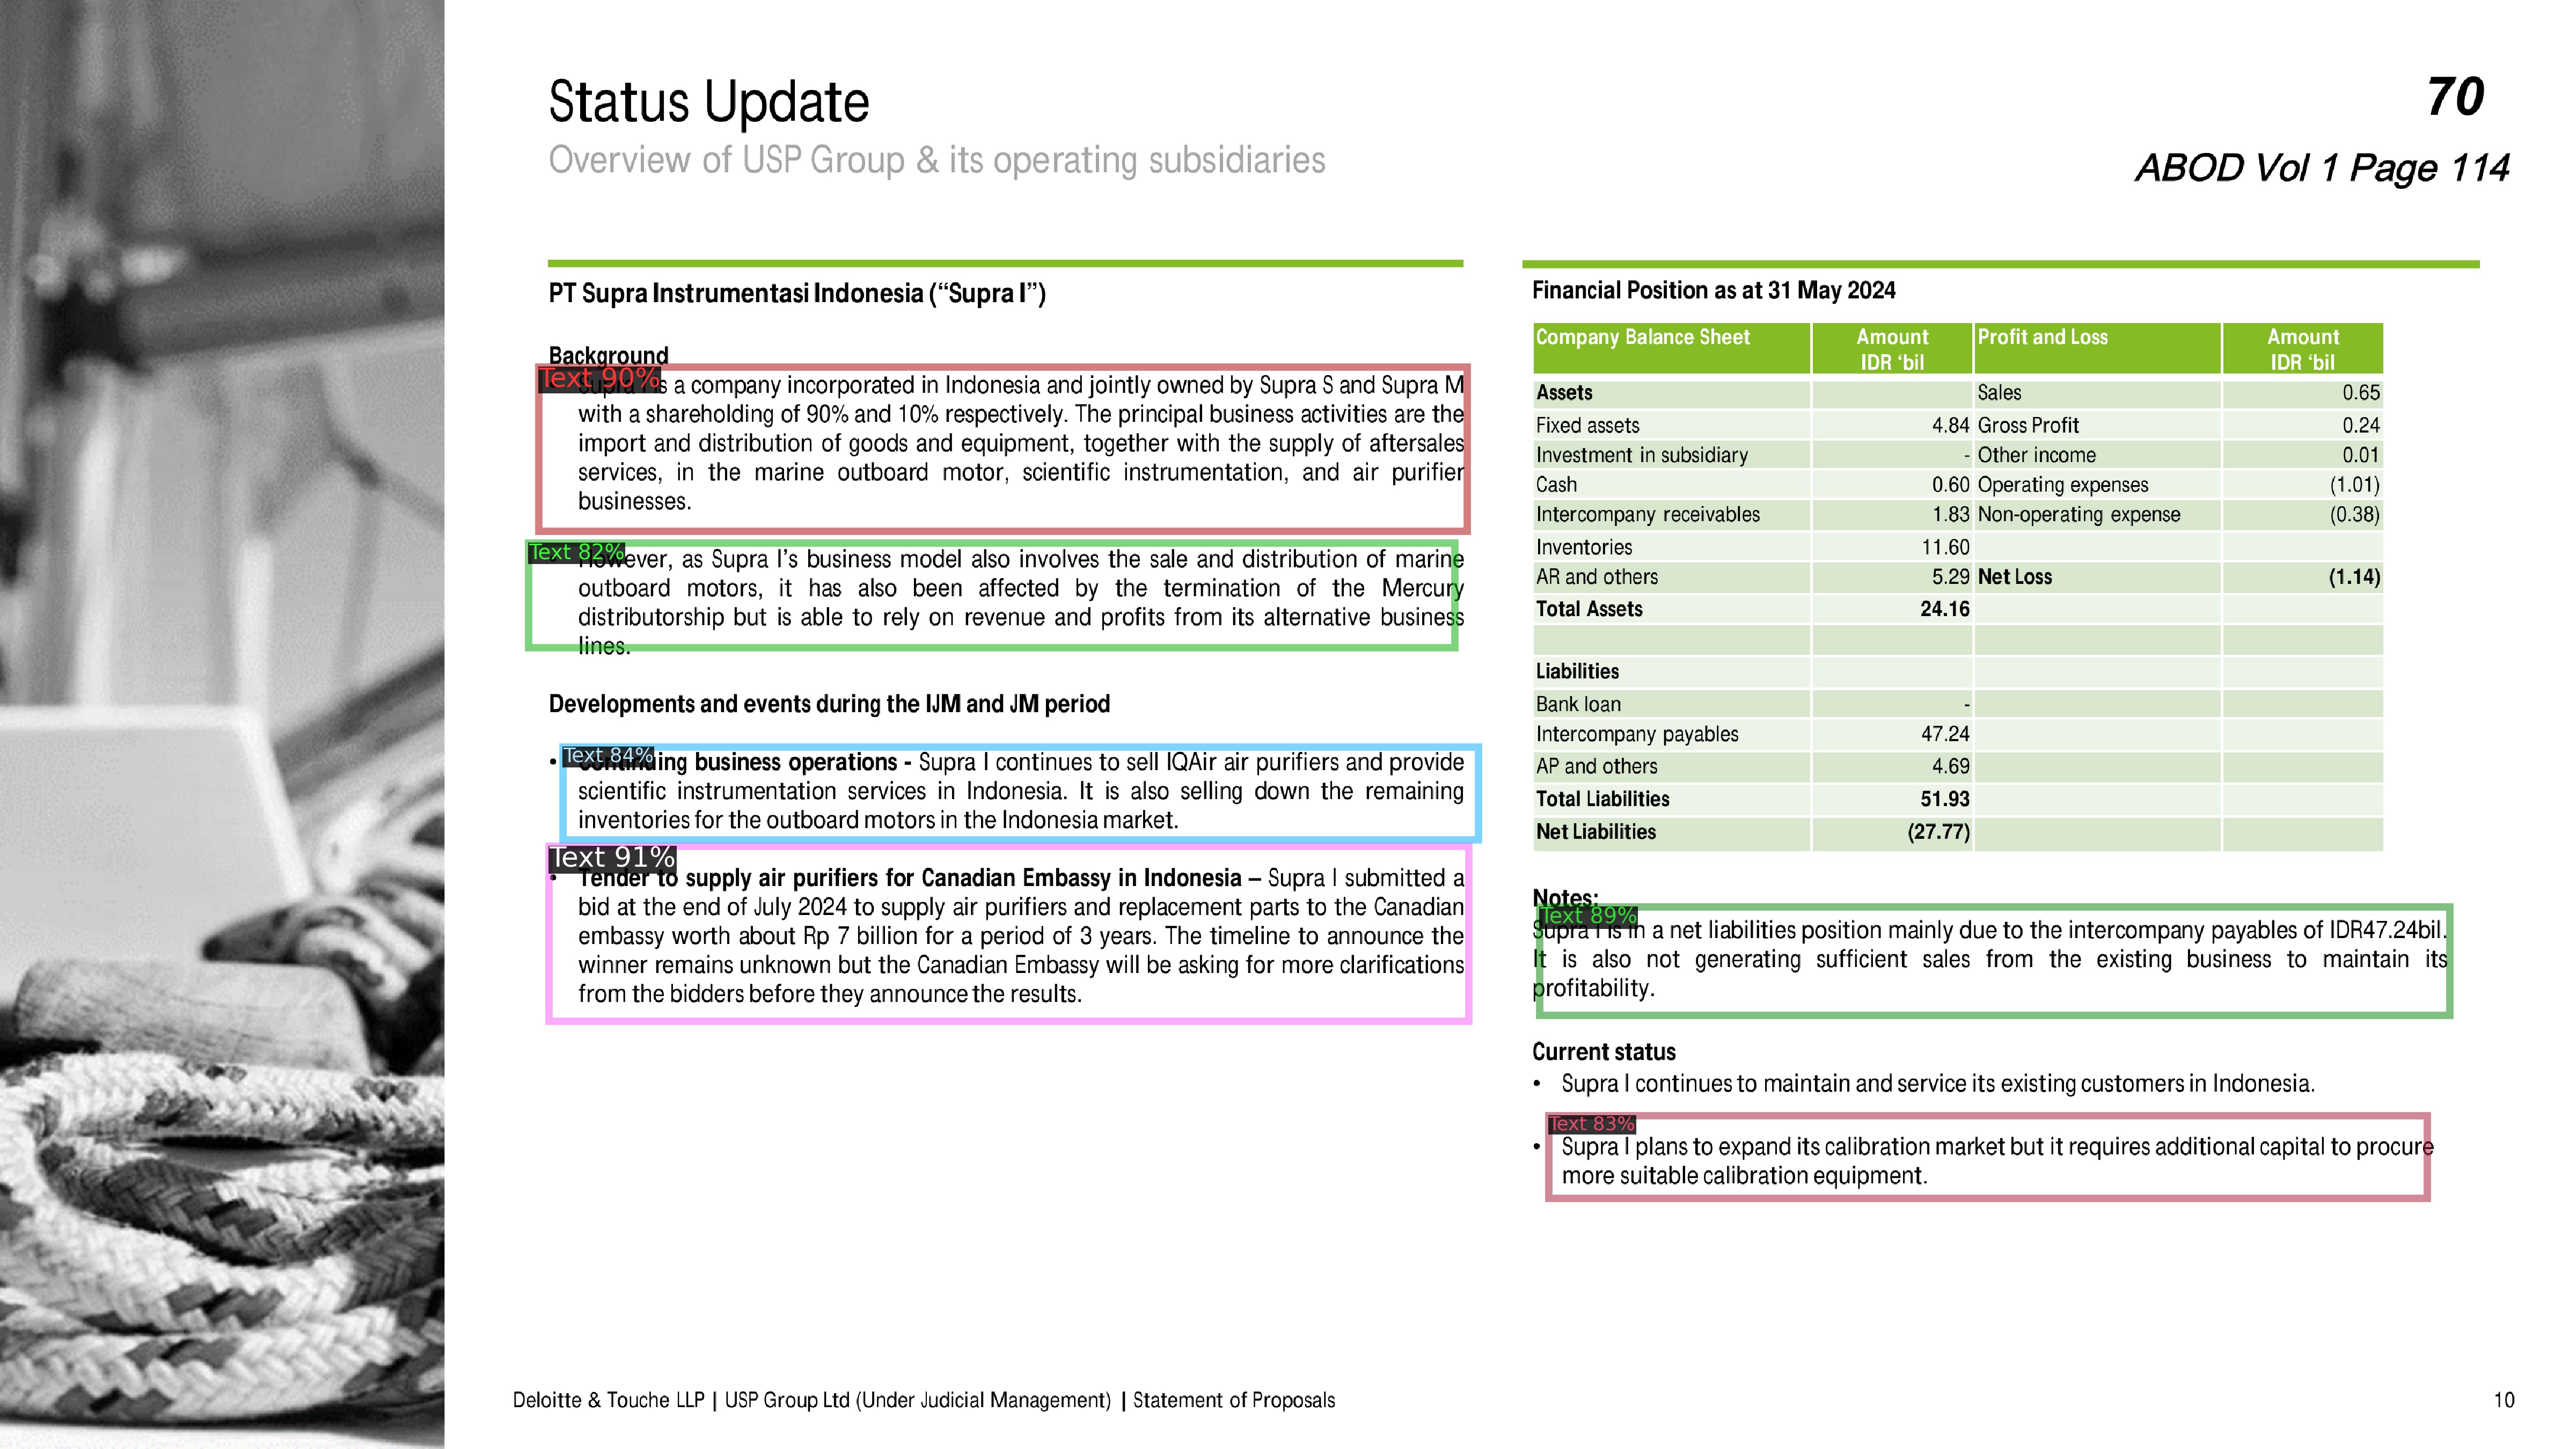 Status Update
Overview of USP Group & its operating subsidiaries
70
ABOD Vol 1 Page 114
PT Supra Instrumentasi Indonesia (“Supra I”)
Background
Text 90%
is a company incorporated in Indonesia and jointly owned by Supra S and Supra M
with a shareholding of 90% and 10% respectively. The principal business activities are the
import and distribution of goods and equipment, together with the supply of aftersales
services, in the marine outboard motor, scientific instrumentation, and air purifier
businesses.
Text 82%
However, as Supra I’s business model also involves the sale and distribution of marine
outboard motors, it has also been affected by the termination of the Mercury
distributorship but is able to rely on revenue and profits from its alternative business
lines.
Developments and events during the IJM and JM period
Text 84%
• Continuing business operations - Supra I continues to sell IQAir air purifiers and provide
scientific instrumentation services in Indonesia. It is also selling down the remaining
inventories for the outboard motors in the Indonesia market.
Text 91%
• Tender to supply air purifiers for Canadian Embassy in Indonesia – Supra I submitted a
bid at the end of July 2024 to supply air purifiers and replacement parts to the Canadian
embassy worth about Rp 7 billion for a period of 3 years. The timeline to announce the
winner remains unknown but the Canadian Embassy will be asking for more clarifications
from the bidders before they announce the results.
Financial Position as at 31 May 2024
Company Balance Sheet Amount Profit and Loss Amount
IDR ‘bil IDR ‘bil
Assets Sales 0.65
Fixed assets 4.84 Gross Profit 0.24
Investment in subsidiary - Other income 0.01
Cash 0.60 Operating expenses (1.01)
Intercompany receivables 1.83 Non-operating expense (0.38)
Inventories 11.60
AR and others 5.29 Net Loss (1.14)
Total Assets 24.16
Liabilities
Bank loan -
Intercompany payables 47.24
AP and others 4.69
Total Liabilities 51.93
Net Liabilities (27.77)
Notes:
Text 89%
Supra I is in a net liabilities position mainly due to the intercompany payables of IDR47.24bil.
It is also not generating sufficient sales from the existing business to maintain its
profitability.
Current status
• Supra I continues to maintain and service its existing customers in Indonesia.
Text 83%
• Supra I plans to expand its calibration market but it requires additional capital to procure
more suitable calibration equipment.
Deloitte & Touche LLP | USP Group Ltd (Under Judicial Management) | Statement of Proposals
10